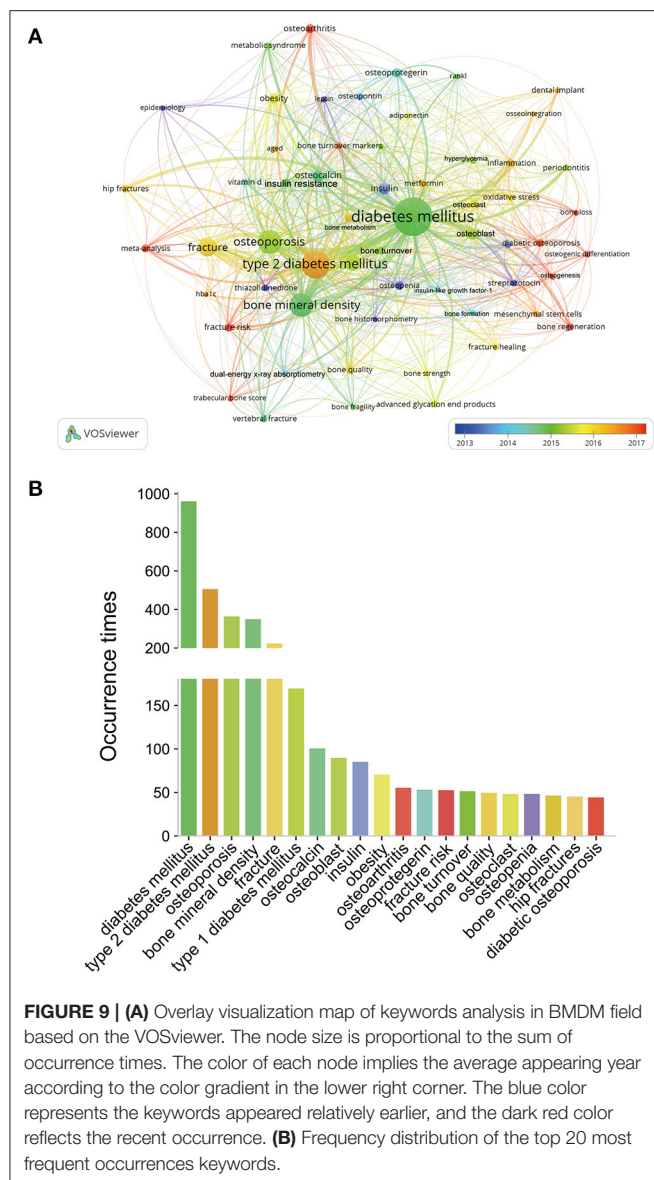 A
osteoarthritis
metabolic syndrome
osteoprotegerin
rankl
obesity
leptin
osteopontin
dental implant
epidemiology
adiponectin
osseointegration
aged
bone turnover markers
hyperglycemia
inflammation
periodontitis
osteocalcin
vitamin d
insulin resistance
insulin
metformin
hip fractures
oxidative stress
osteoclast
bone loss
diabetes mellitus
bone metabolism
osteoblast
osteoporosis
diabetic osteoporosis
meta-analysis
fracture
bone turnover
osteogenic differentiation
type 2 diabetes mellitus
osteogenesis
hba1c
thiazolidinedione
osteopenia
insulin-like growth factor-1
streptozotocin
bone mineral density
bone histomorphometry
bone formation
mesenchymal stem cells
fracture risk
bone regeneration
fracture healing
dual-energy x-ray absorptiometry
bone quality
bone strength
trabecular bone score
bone fragility
advanced glycation end products
vertebral fracture
VOSviewer
2013 2014 2015 2016 2017
B
Occurrence times
1000
800
600
400
200
150
100
50
0
diabetes mellitus
type 2 diabetes mellitus
osteoporosis
bone mineral density
fracture
type 1 diabetes mellitus
osteocalcin
osteoblast
insulin
obesity
osteoarthritis
osteoprotegerin
fracture risk
bone turnover
bone quality
osteoclast
osteopenia
bone metabolism
hip fractures
diabetic osteoporosis
FIGURE 9 | (A) Overlay visualization map of keywords analysis in BMDM field
based on the VOSviewer. The node size is proportional to the sum of
occurrence times. The color of each node implies the average appearing year
according to the color gradient in the lower right corner. The blue color
represents the keywords appeared relatively earlier, and the dark red color
reflects the recent occurrence. (B) Frequency distribution of the top 20 most
frequent occurrences keywords.